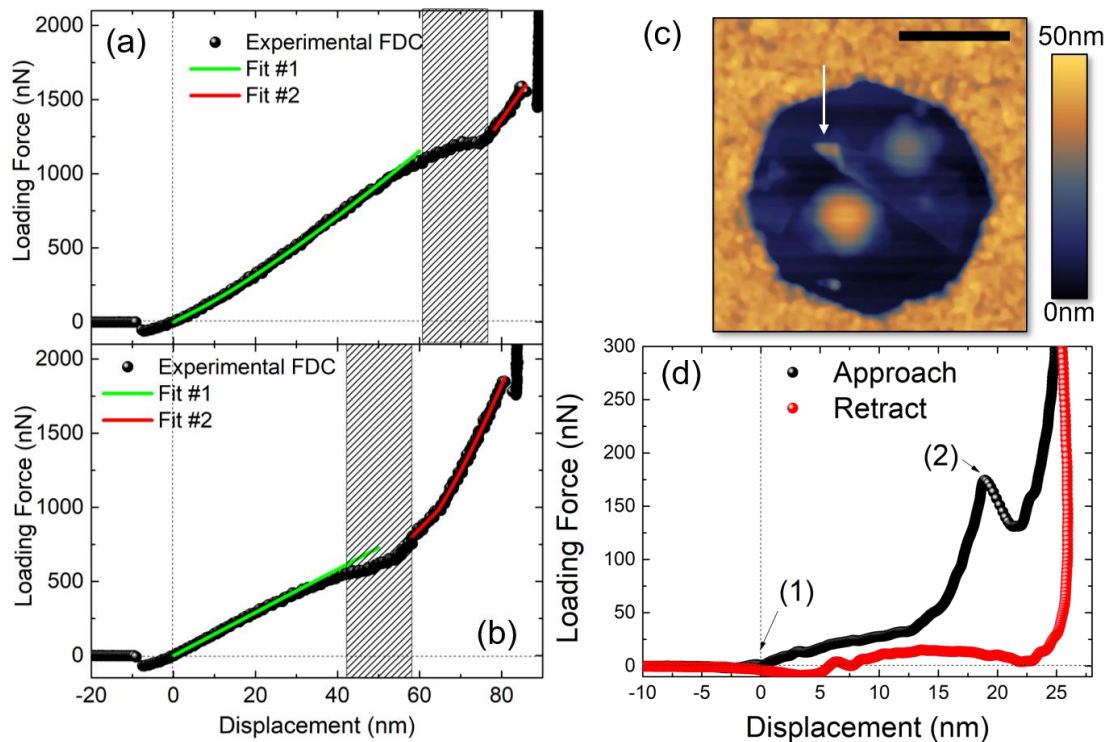 (a)
Experimental FDC
Fit #1
Fit #2
Loading Force (nN)
2000
1500
1000
500
0
(b)
Experimental FDC
Fit #1
Fit #2
Loading Force (nN)
2000
1500
1000
500
0
-20 0 20 40 60 80
Displacement (nm)
(c)
50nm
0nm
(d)
Approach
Retract
(1)
(2)
Loading Force (nN)
300
250
200
150
100
50
0
-10 -5 0 5 10 15 20 25
Displacement (nm)